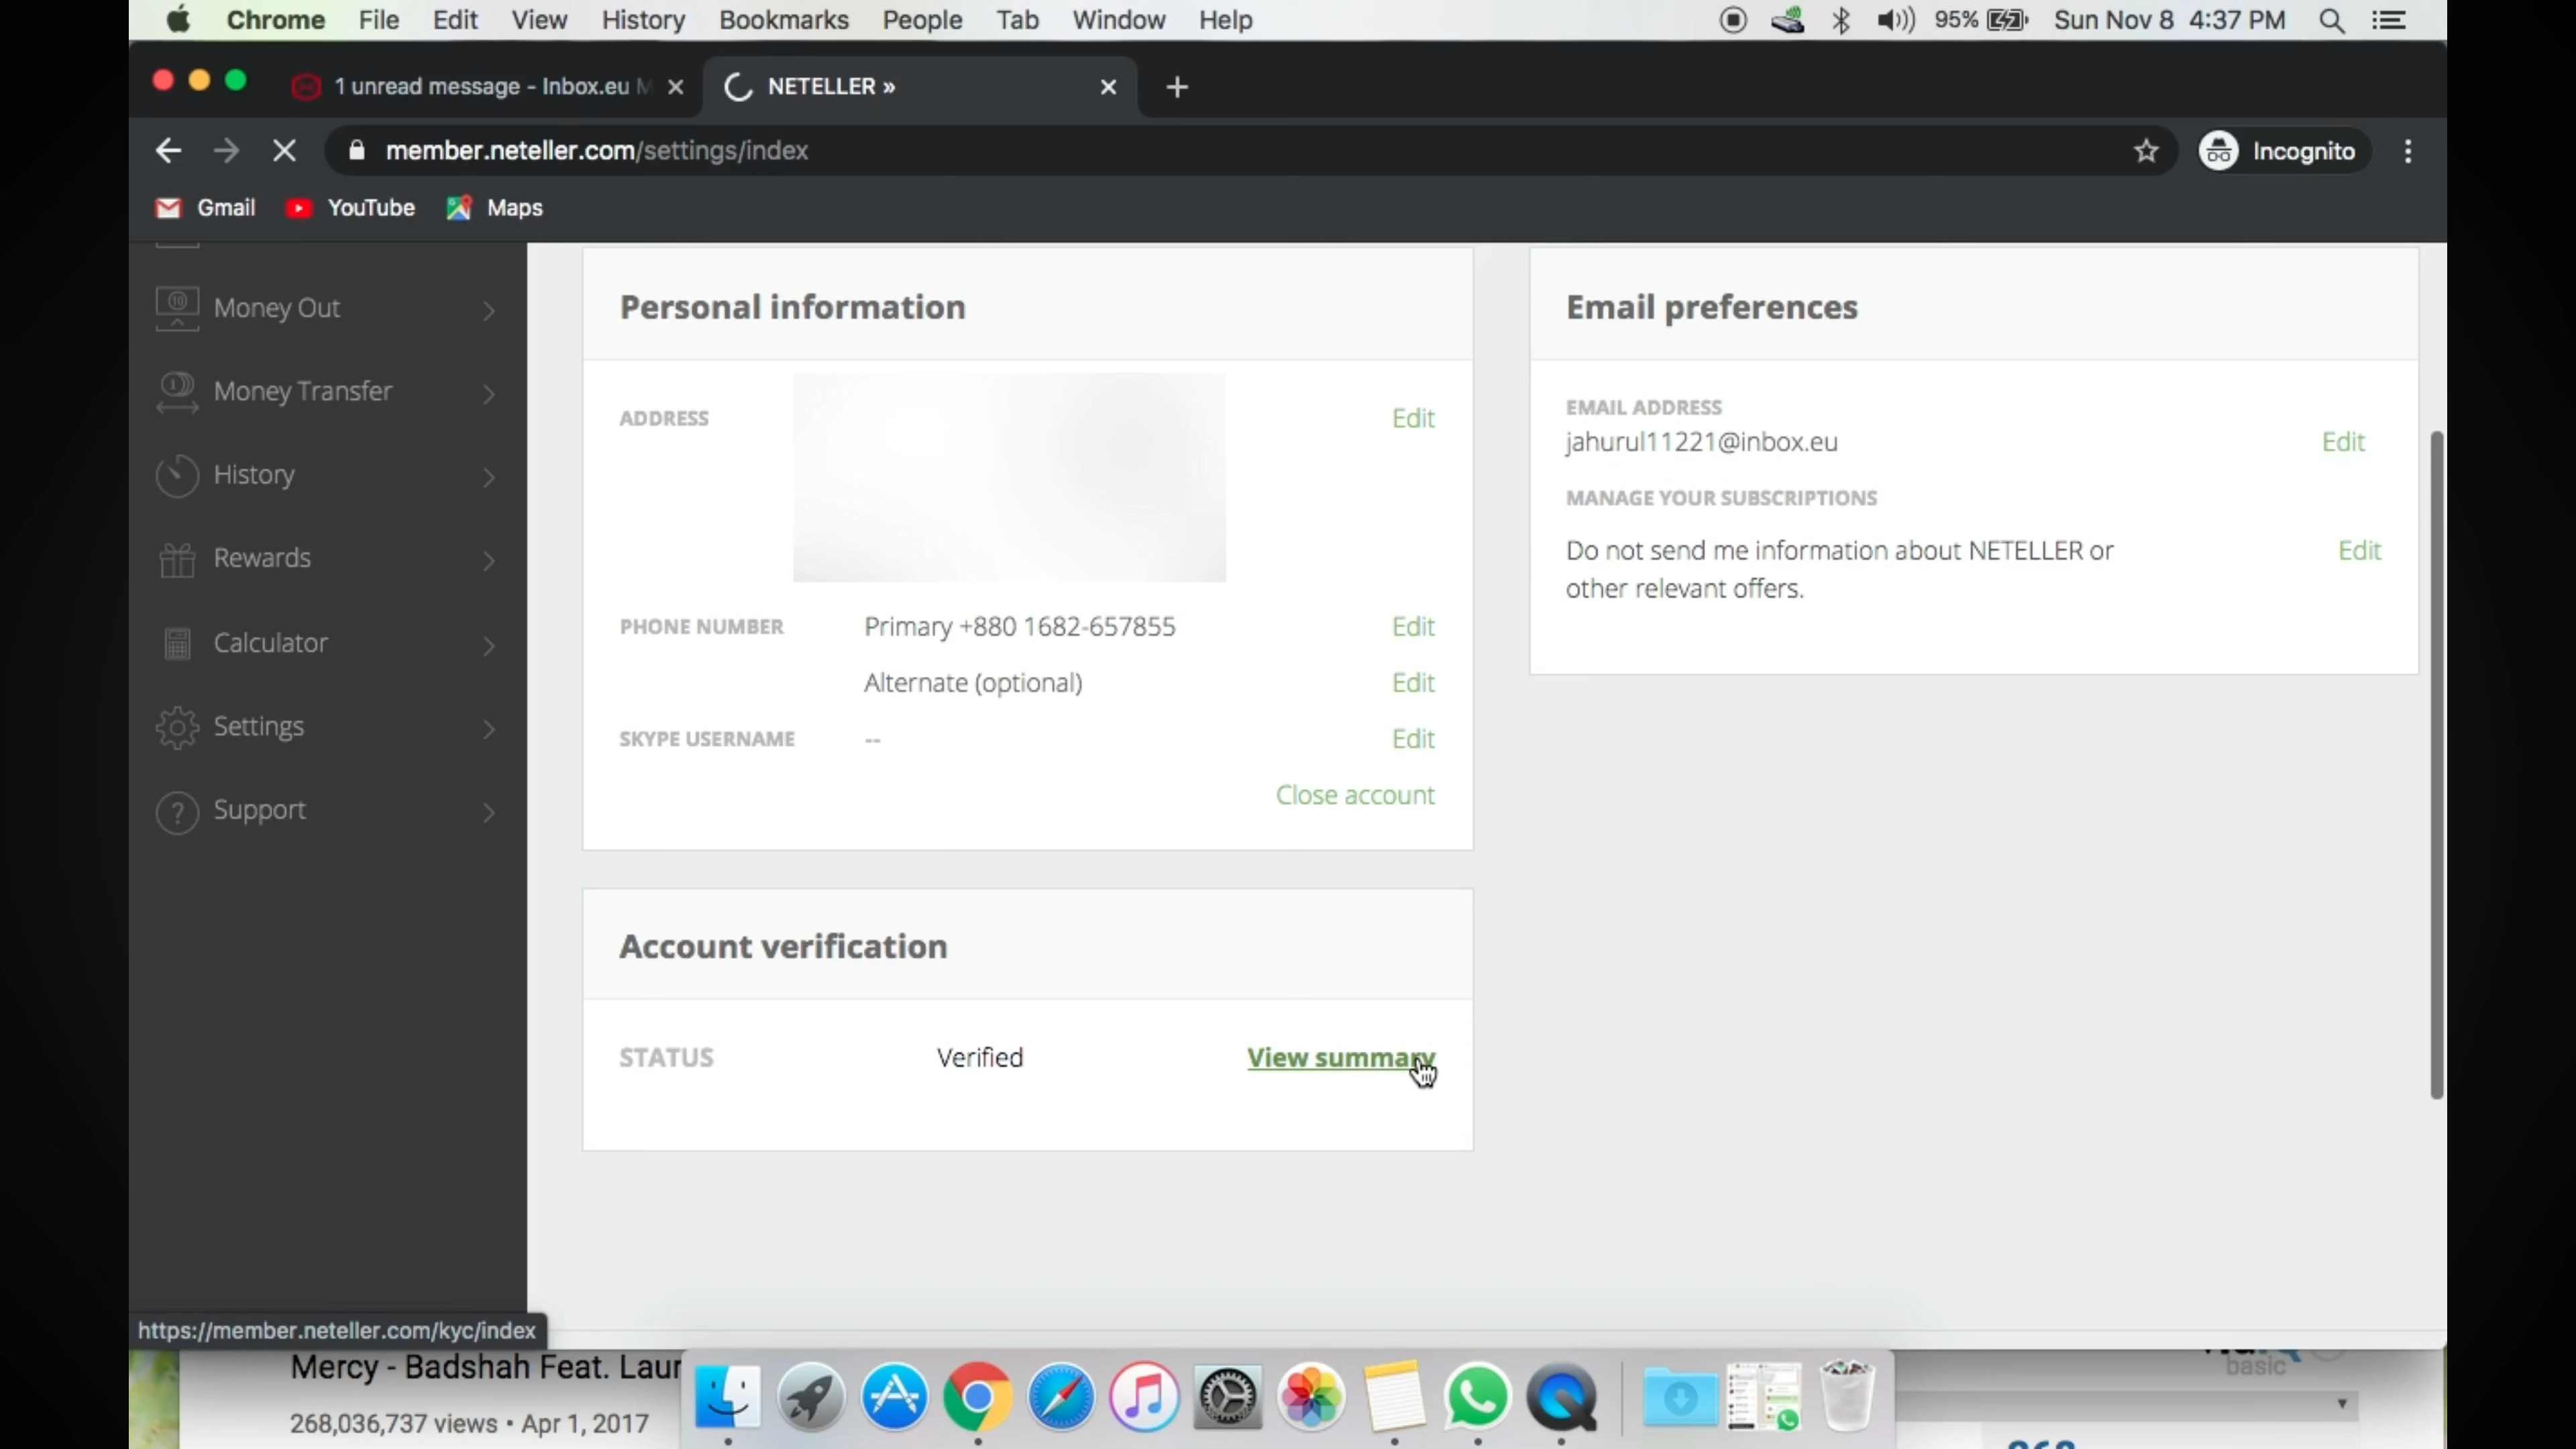 Chrome File Edit View History Bookmarks People Tab Window Help 95% Sun Nov 8 4:37 PM
1 unread message - Inbox.eu M NETELLER »
member.neteller.com/settings/index Incognito
Gmail YouTube Maps
Money Out
Money Transfer
History
Rewards
Calculator
Settings
Support
Personal information
ADDRESS Edit
PHONE NUMBER Primary +880 1682-657855 Edit
Alternate (optional) Edit
SKYPE USERNAME -- Edit
Close account
Account verification
STATUS Verified View summary
Email preferences
EMAIL ADDRESS
jahurul11221@inbox.eu Edit
MANAGE YOUR SUBSCRIPTIONS
Do not send me information about NETELLER or Edit
other relevant offers.
https://member.neteller.com/kyc/index
Mercy - Badshah Feat. Laur
268,036,737 views • Apr 1, 2017
basic